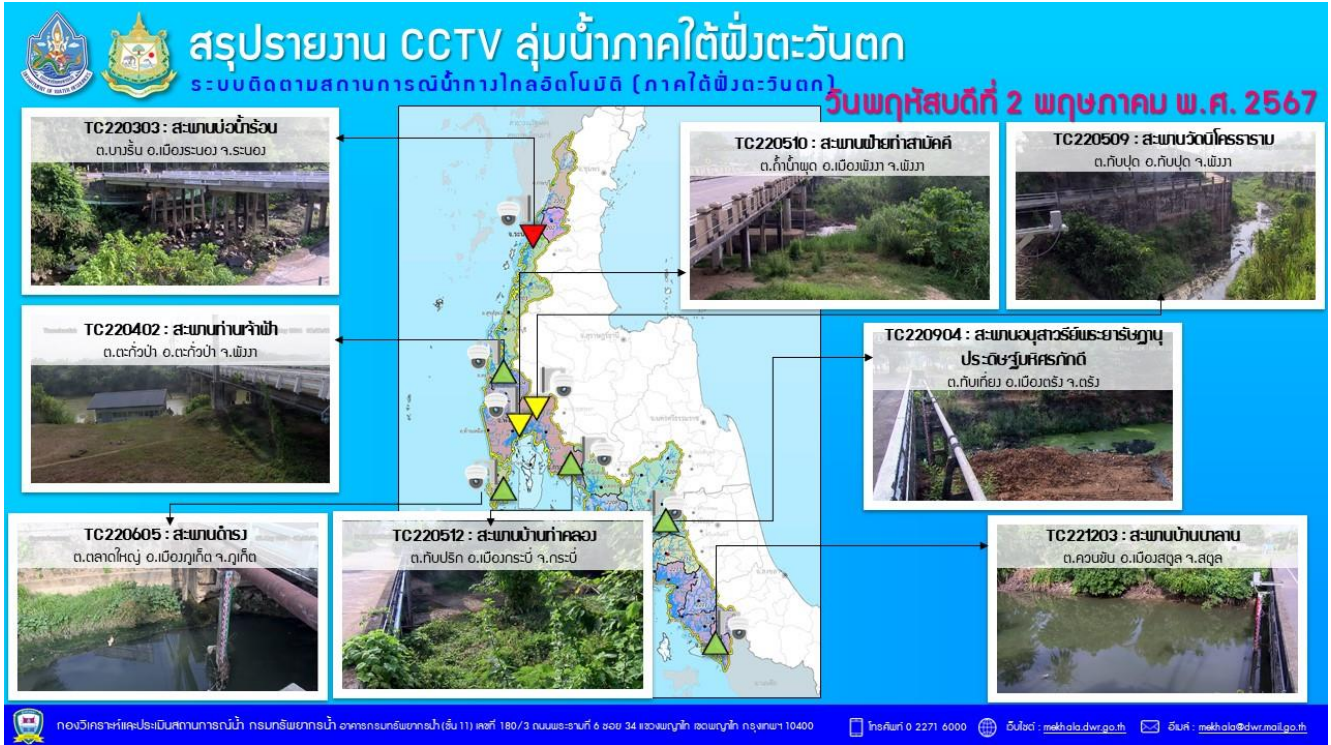 สรุปรายงาน CCTV ลุ่มน้ำภาคใต้ฝั่งตะวันตก
ระบบติดตามสถานการณ์น้ำทางไกลอัตโนมัติ (ภาคใต้ฝั่งตะวันตก)
วันพฤหัสบดีที่ 2 พฤษภาคม พ.ศ. 2567
TC220303 : สะพานบ่อน้ำร้อน
ต.บางริ้น อ.เมืองระนอง จ.ระนอง
TC220510 : สะพานฝ่ายท่าสามัคคี
ต.ถ้ำน้ำผุด อ.เมืองพังงา จ.พังงา
TC220509 : สะพานวัดนิโครธาราม
ต.ทับปุด อ.ทับปุด จ.พังงา
TC220402 : สะพานท่านเจ้าฟ้า
ต.ตะกั่วป่า อ.ตะกั่วป่า จ.พังงา
TC220904 : สะพานอนุสาวรีย์พระยารัษฎานุ
ประดิษฐ์มหิศรภักดี
ต.ทับเที่ยง อ.เมืองตรัง จ.ตรัง
TC220605 : สะพานดำรง
ต.ตลาดใหญ่ อ.เมืองภูเก็ต จ.ภูเก็ต
TC220512 : สะพานบ้านท่าคลอง
ต.ทับปริก อ.เมืองกระบี่ จ.กระบี่
TC221203 : สะพานบ้านนาลาน
ต.ควนขัน อ.เมืองสตูล จ.สตูล
กองวิเคราะห์และประเมินสถานการณ์น้ำ กรมทรัพยากรน้ำ อาคารกรมทรัพยากรน้ำ (ชั้น 11) เลขที่ 180/3 ถนนพระรามที่ 6 ซอย 34 แขวงพญาไท เขตพญาไท กรุงเทพฯ 10400
โทรศัพท์ 0 2271 6000
เว็บไซต์ : mekhala.dwr.go.th
อีเมล์ : mekhala@dwr.mail.go.th